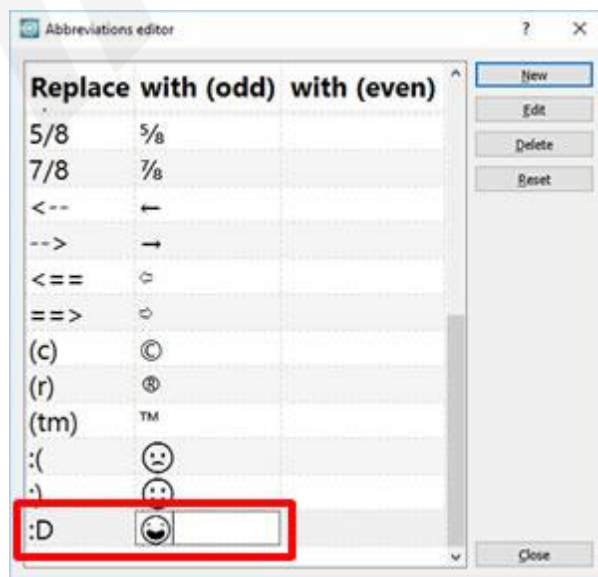 Abbreviations editor ?
Replace with (odd) with (even)
New
Edit
Delete
Reset
5/8 ⅝
7/8 ⅞
<-- ←
--> →
<== ⇦
==> ⇨
(c) ©
(r) ®
(tm) ™
:( ☹
:) 🙂
:D 😀
Close